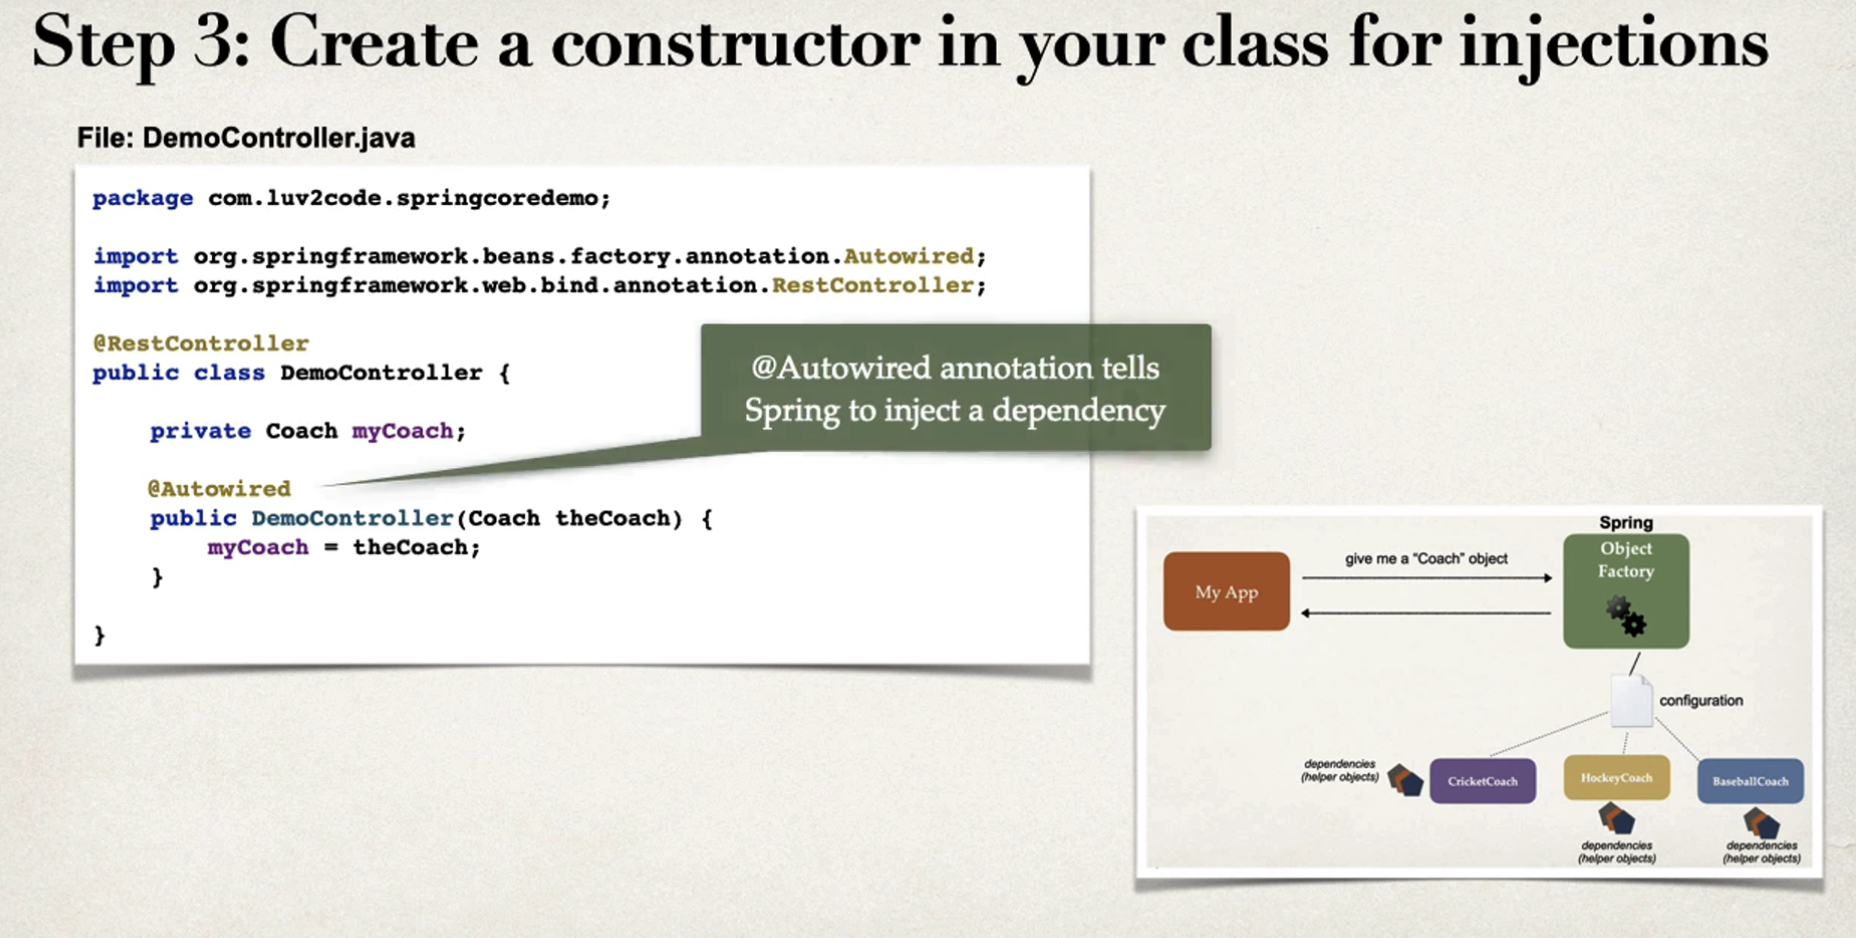 Step 3: Create a constructor in your class for injections
File: DemoController.java
package com.luv2code.springcoredemo;
import org.springframework.beans.factory.annotation.Autowired;
import org.springframework.web.bind.annotation.RestController;
@RestController
public class DemoController {
private Coach myCoach;
@Autowired
public DemoController(Coach theCoach) {
myCoach = theCoach;
}
}
@Autowired annotation tells
Spring to inject a dependency
Spring
Object
Factory
give me a "Coach" object
My App
configuration
dependencies
(helper objects)
CricketCoach
HockeyCoach
BaseballCoach
dependencies
(helper objects)
dependencies
(helper objects)